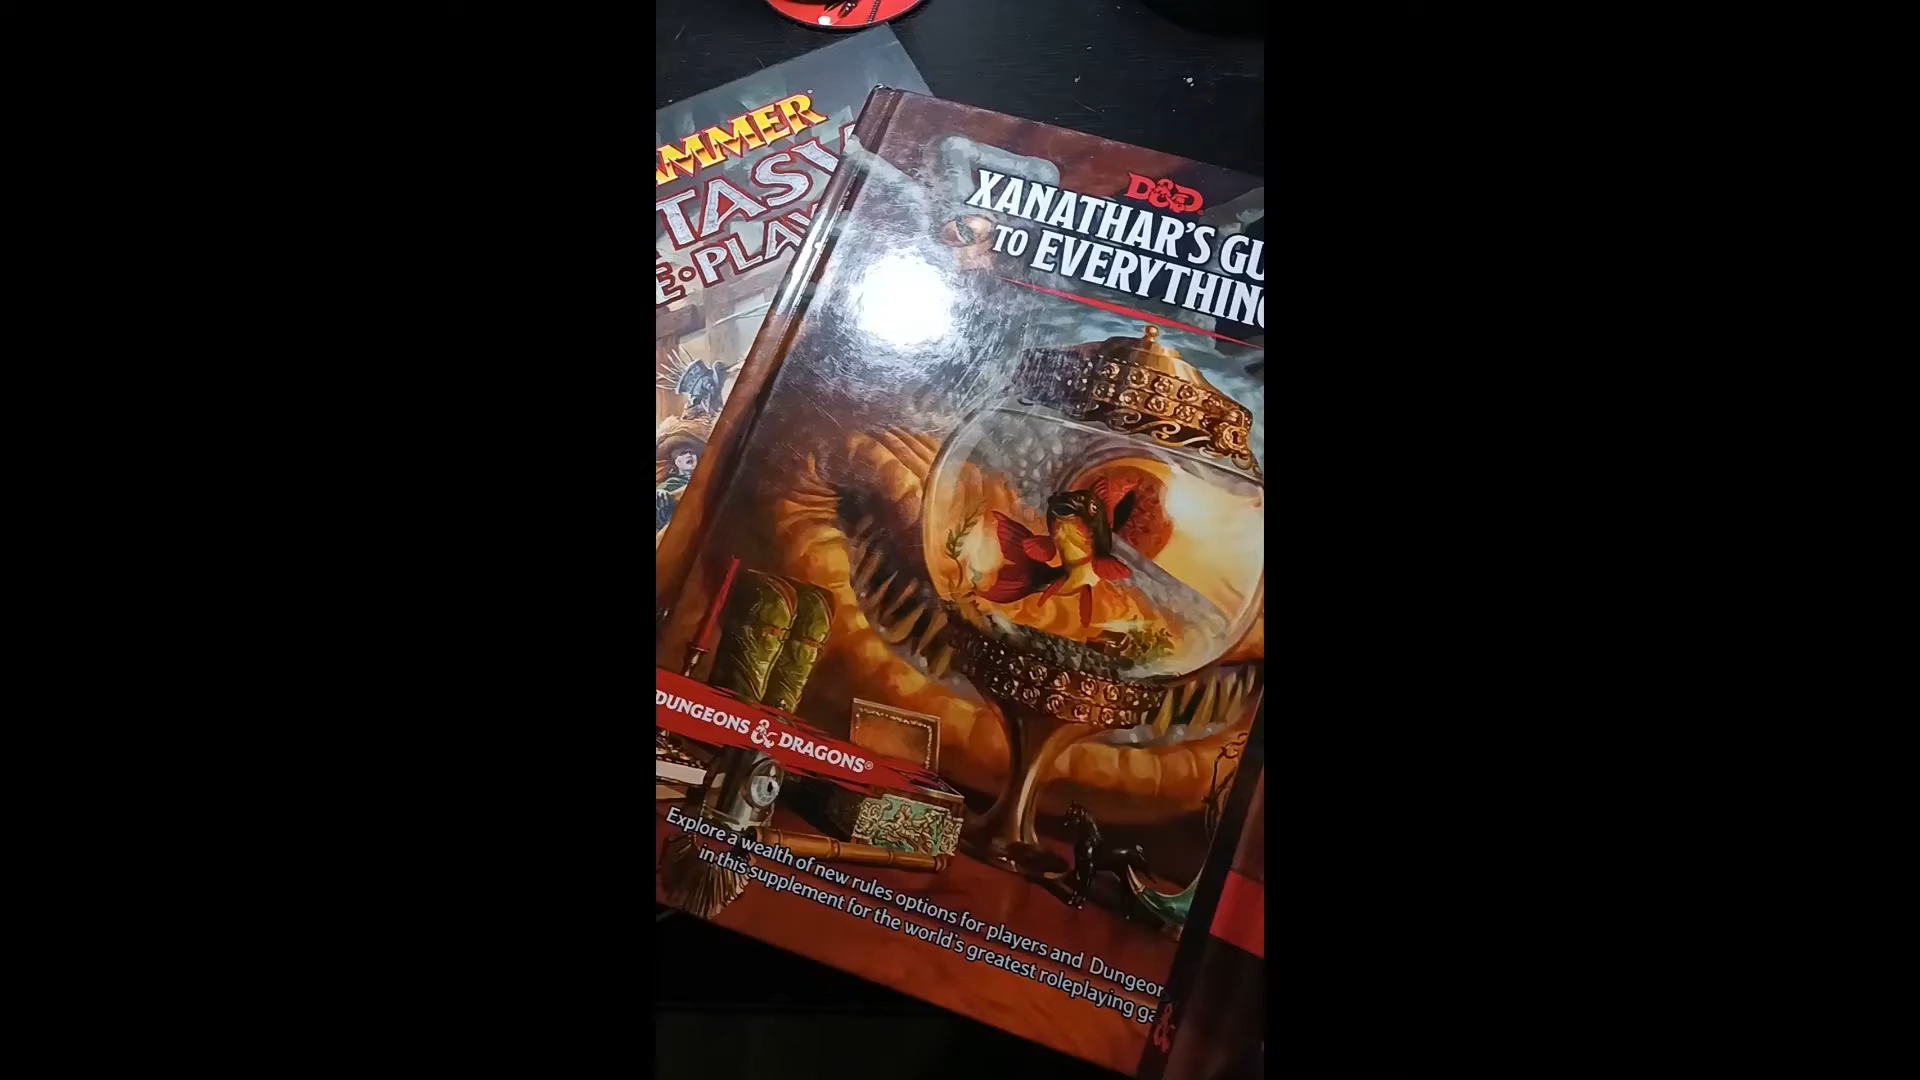 AMMER
TASY
E•PLAY
D&D
XANATHAR'S GU
TO EVERYTHING
DUNGEONS & DRAGONS®
Explore a wealth of new rules options for players and Dungeon
in this supplement for the world's greatest roleplaying ga